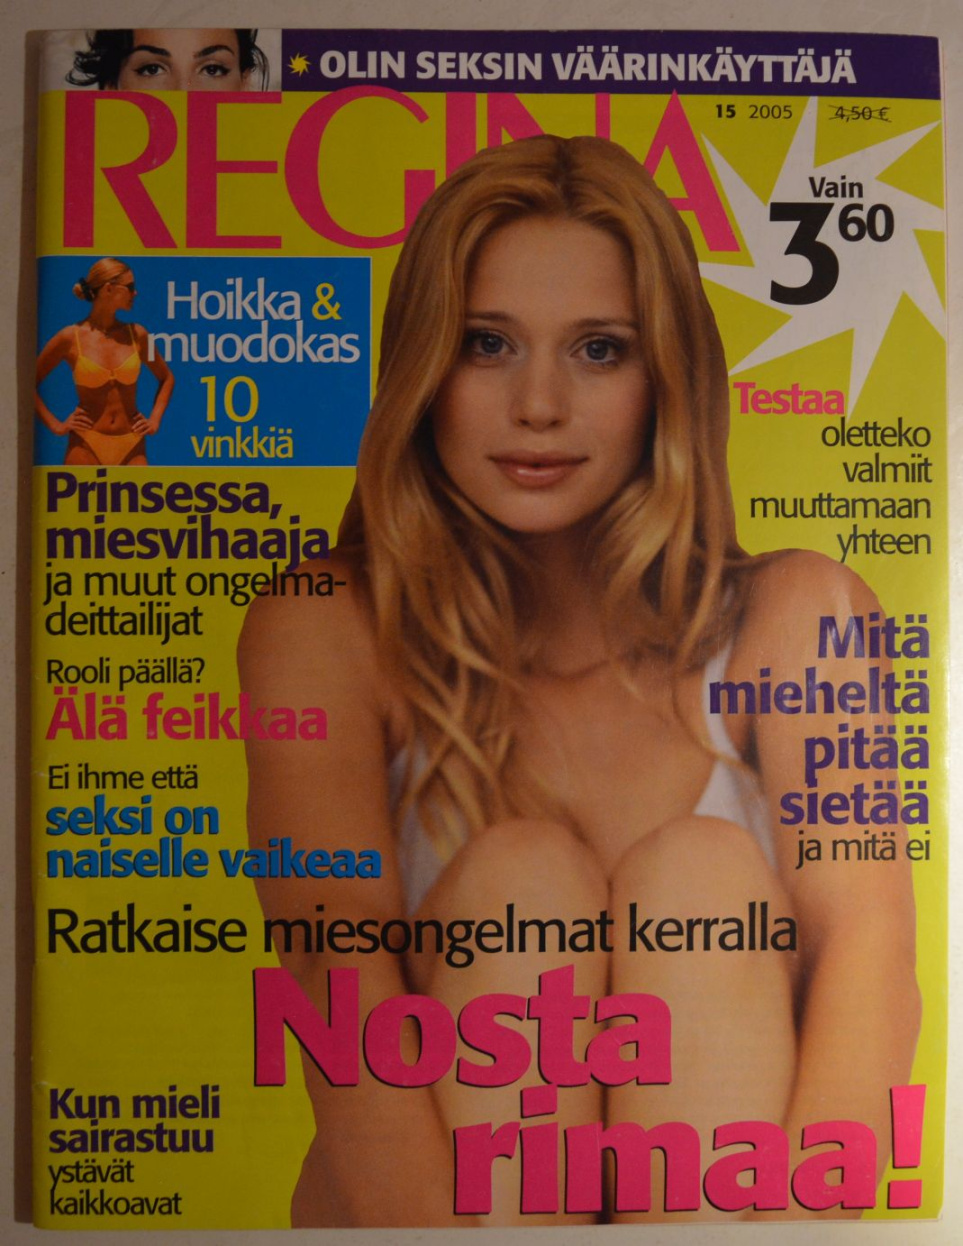 OLIN SEKSIN VÄÄRINKÄYTTÄJÄ
REGINA
15 2005 4,50 €
Vain
3 60
Hoikka &
muodokas
10
vinkkiä
Testaa
oletteko
valmiit
muuttamaan
yhteen
Prinsessa,
miesvihaaja
ja muut ongelma-
deittailijat
Rooli päällä?
Älä feikkaa
Mitä
mieheltä
pitää
sietää
ja mitä ei
Ei ihme että
seksi on
naiselle vaikeaa
Ratkaise miesongelmat kerralla
Nosta
rimaa!
Kun mieli
sairastuu
ystävät
kaikkoavat